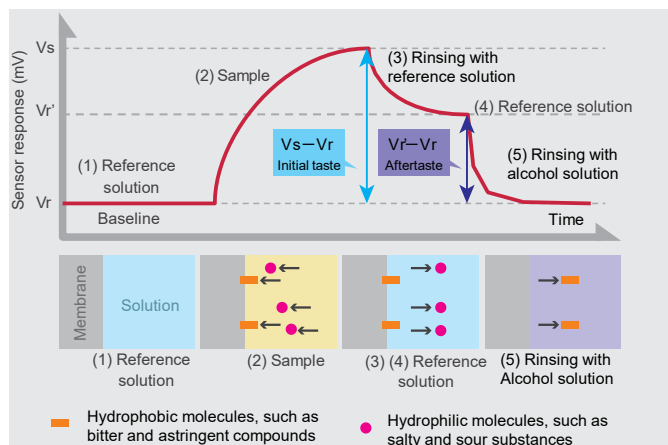 Sensor response (mV)
Vs
Vr'
Vr
(1) Reference
solution
Baseline
(2) Sample
(3) Rinsing with
reference solution
(4) Reference solution
(5) Rinsing with
alcohol solution
Vs−Vr
Initial taste
Vr'−Vr
Aftertaste
Time
Membrane
Solution
(1) Reference
solution
(2) Sample
(3) (4) Reference
solution
(5) Rinsing with
Alcohol solution
Hydrophobic molecules, such as
bitter and astringent compounds
Hydrophilic molecules, such as
salty and sour substances